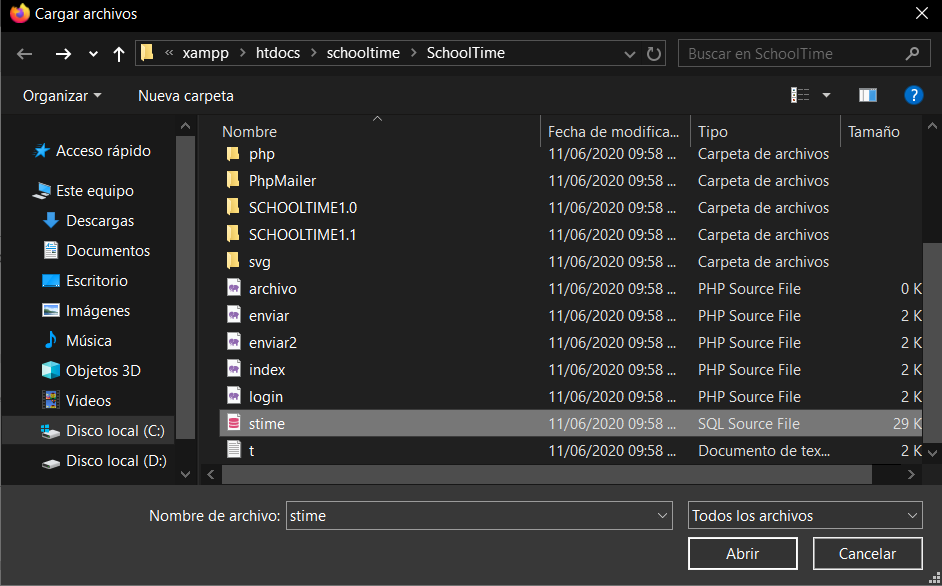 Cargar archivos
« xampp > htdocs > schooltime > SchoolTime
Buscar en SchoolTime
Organizar Nueva carpeta ?
Nombre Fecha de modifica... Tipo Tamaño
Acceso rápido
Este equipo
Descargas
Documentos
Escritorio
Imágenes
Música
Objetos 3D
Videos
Disco local (C:)
Disco local (D:)
php 11/06/2020 09:58 ... Carpeta de archivos
PhpMailer 11/06/2020 09:58 ... Carpeta de archivos
SCHOOLTIME1.0 11/06/2020 09:58 ... Carpeta de archivos
SCHOOLTIME1.1 11/06/2020 09:58 ... Carpeta de archivos
svg 11/06/2020 09:58 ... Carpeta de archivos
archivo 11/06/2020 09:58 ... PHP Source File 0 K
enviar 11/06/2020 09:58 ... PHP Source File 2 K
enviar2 11/06/2020 09:58 ... PHP Source File 2 K
index 11/06/2020 09:58 ... PHP Source File 2 K
login 11/06/2020 09:58 ... PHP Source File 2 K
stime 11/06/2020 09:58 ... SQL Source File 29 K
t 11/06/2020 09:58 ... Documento de tex... 2 K
Nombre de archivo: stime Todos los archivos
Abrir Cancelar